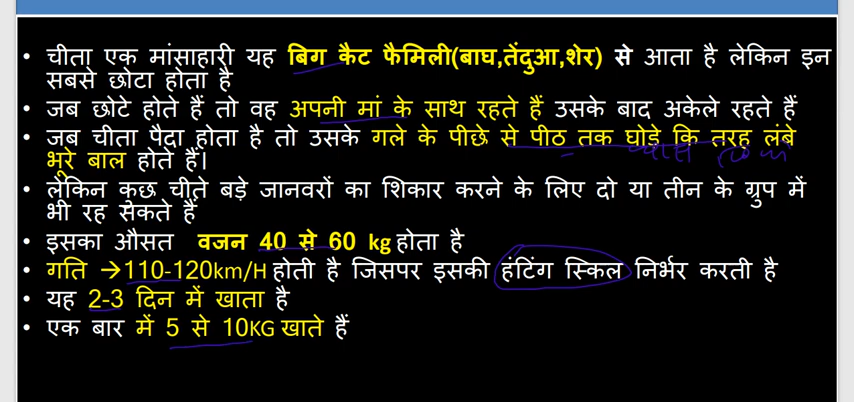 • चीता एक मांसाहारी यह बिग कैट फैमिली(बाघ,तेंदुआ,शेर) से आता है लेकिन इन
सबसे छोटा होता है
• जब छोटे होते हैं तो वह अपनी मां के साथ रहते हैं उसके बाद अकेले रहते हैं
• जब चीता पैदा होता है तो उसके गले के पीछे से पीठ तक घोड़े कि तरह लंबे
भूरे बाल होते हैं।
• लेकिन कुछ चीते बड़े जानवरों का शिकार करने के लिए दो या तीन के ग्रुप में
भी रह सकते हैं
• इसका औसत वजन 40 से 60 kg होता है
• गति →110-120km/H होती है जिसपर इसकी हंटिंग स्किल निर्भर करती है
• यह 2-3 दिन में खाता है
• एक बार में 5 से 10KG खाते हैं